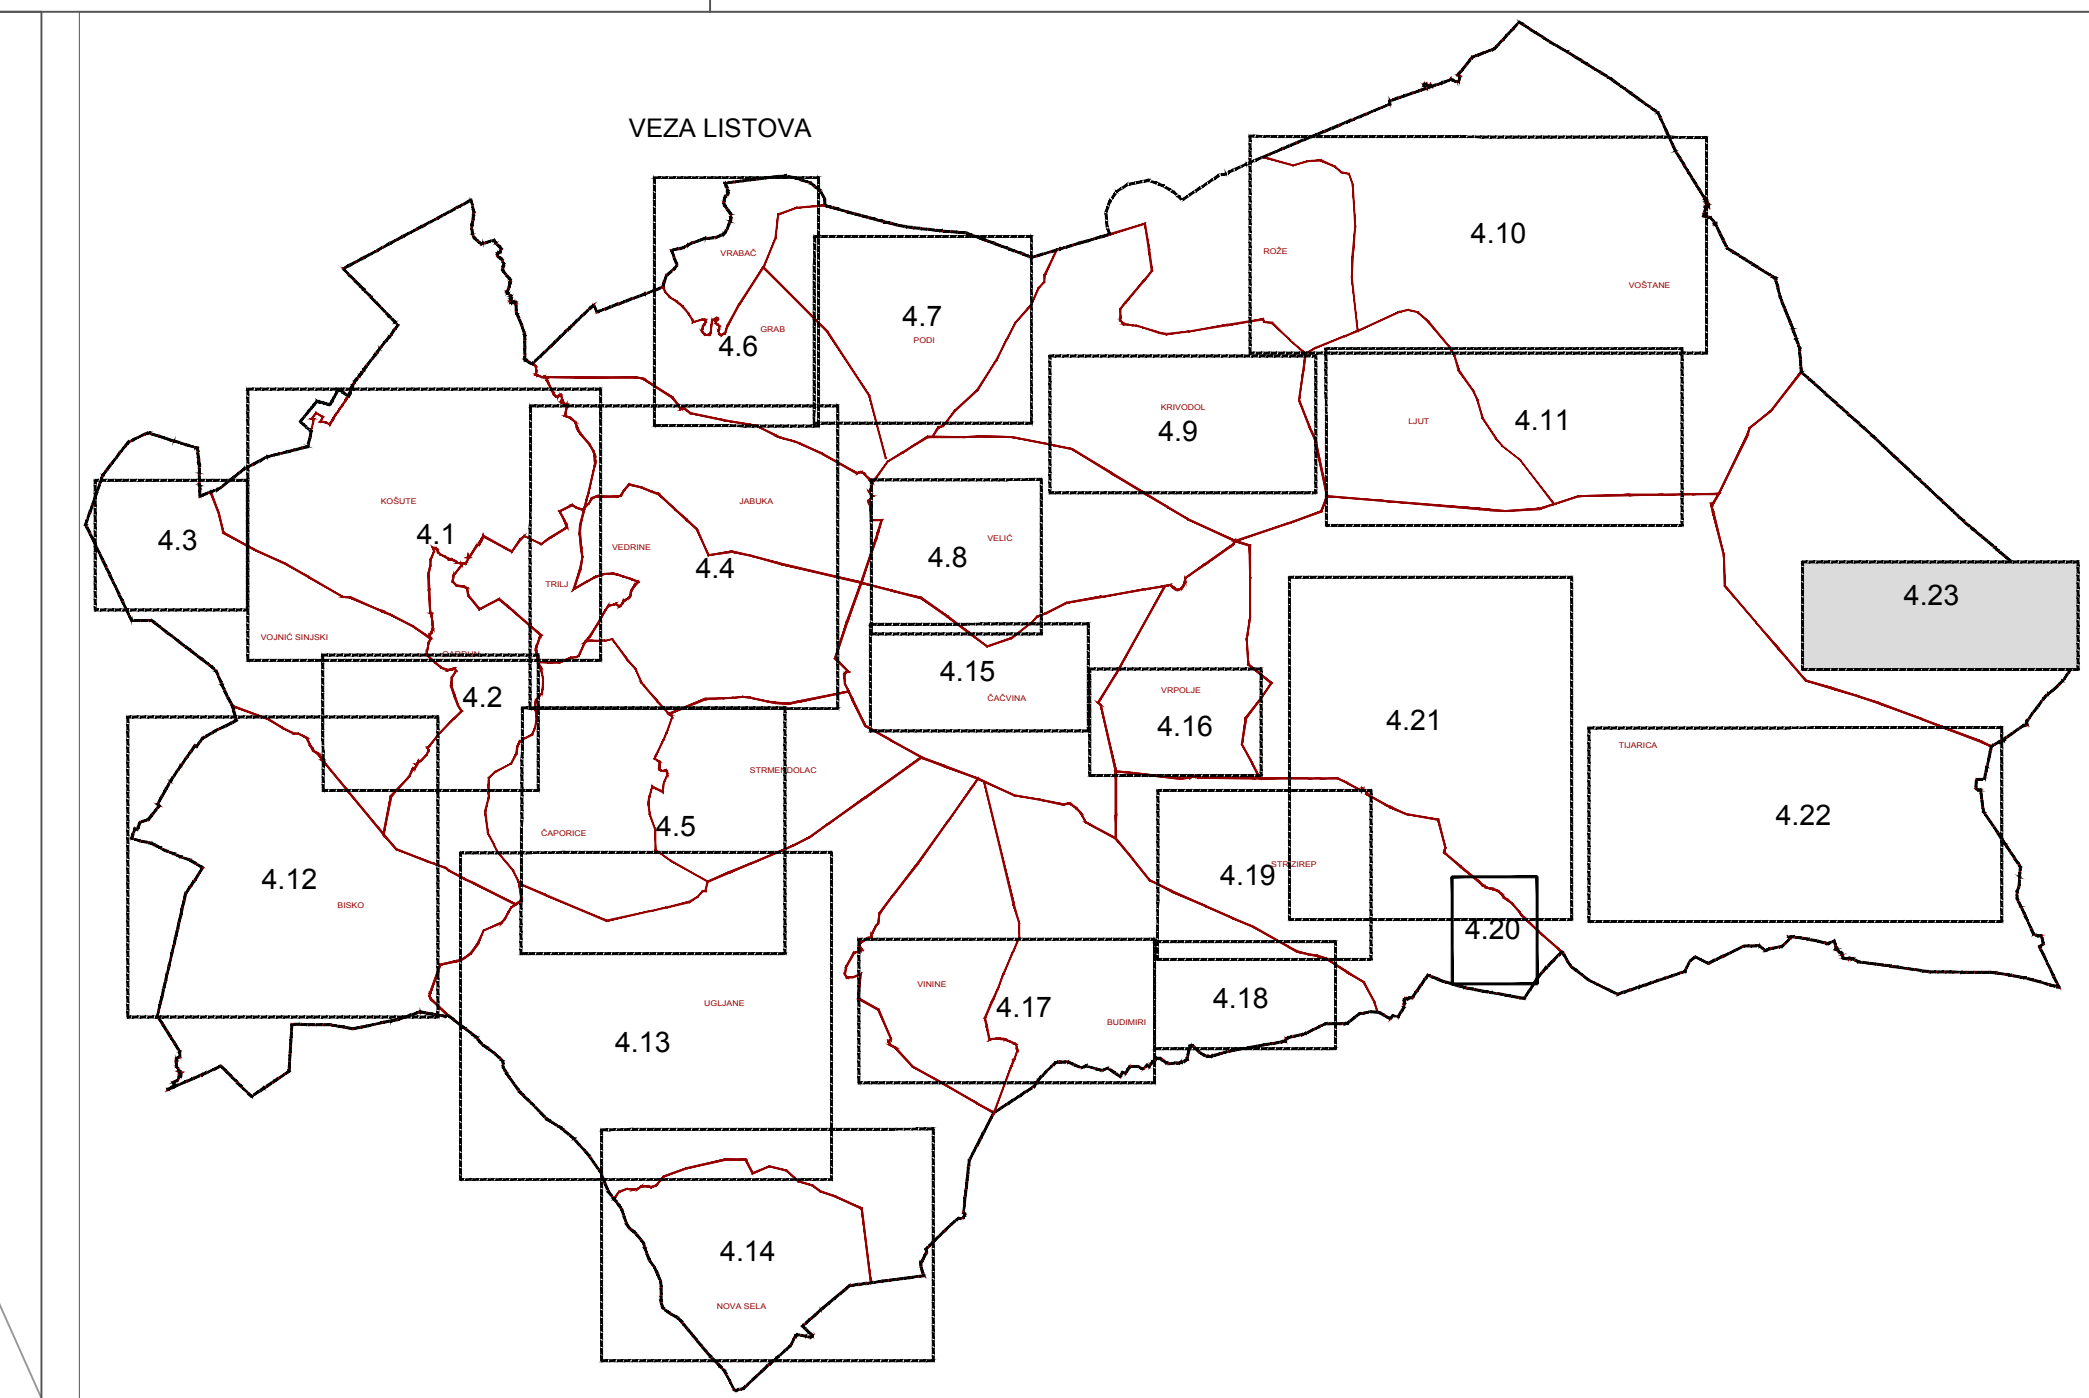 VEZA LISTOVA
4.10
VRABAČ
ROŽE
VOŠTANE
4.7
GRAB
PODI
4.6
KRIVODOL
4.9
LJUT
4.11
KOŠUTE
JABUKA
4.1
4.3
VEDRINE
VELIĆ
4.8
4.4
TRILJ
4.23
VOJNIĆ SINJSKI
GARDUN
4.15
4.2
ČAČVINA
VRPOLJE
4.16
4.21
TIJARICA
STRMENDOLAC
4.22
4.5
ČAPORICE
STRIZIREP
4.19
4.12
BISKO
4.20
VININE
4.18
UGLJANE
4.17
BUDIMIRI
4.13
4.14
NOVA SELA